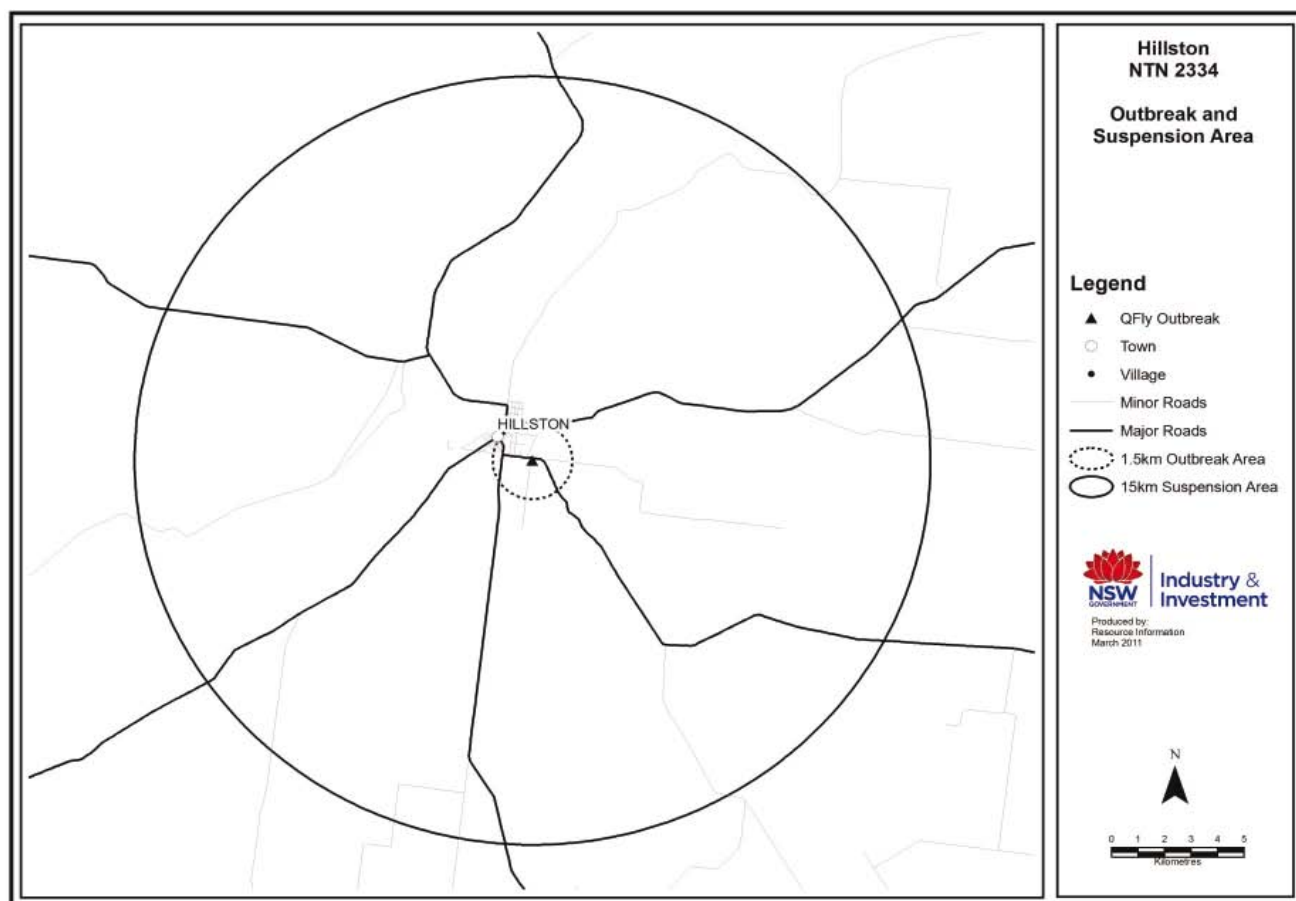 Hillston
NTN 2334
Outbreak and
Suspension Area
HILLSTON
Legend
QFly Outbreak
Town
Village
Minor Roads
Major Roads
1.5km Outbreak Area
15km Suspension Area
NSW
GOVERNMENT
Industry &
Investment
Produced by:
Resource Information
March 2011
N
0 1 2 3 4 5
Kilometres